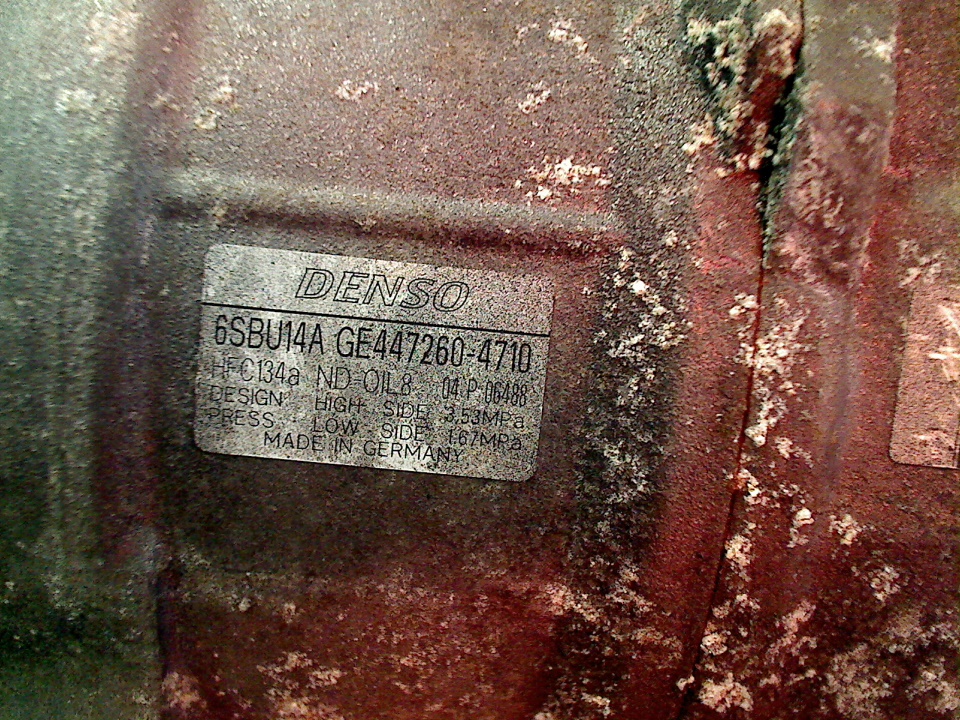 DENSO
6SBU14A GE447260-4710
HFC134a ND-OIL8 04 P 06488
DESIGN HIGH SIDE 3.53MPa
PRESS LOW SIDE 1.67MPa
MADE IN GERMANY